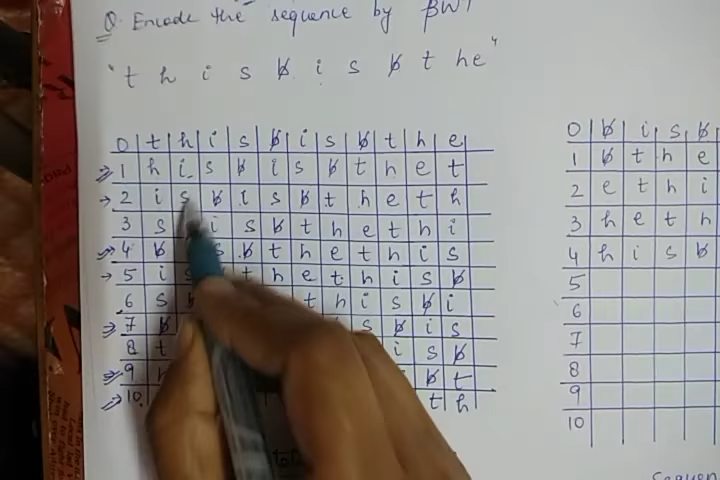 Q. Encode the sequence by BWT
"t h i s b̸ i s b̸ t he"
0 t h i s b̸ i s b̸ t h e
1 h i s b̸ i s b̸ t h e t
2 i s b̸ i s b̸ t h e t h
3 s i s b̸ t h e t h i
4 b̸ s b̸ t h e t h i s
5 i s t h e t h i s b̸
6 s t h i s b̸ i
7 b̸ s b̸ i s
8 t i s b̸
9 h b̸ t
10 t h
0 b̸ i s b̸
1 b̸ t h e
2 e t h i
3 h e t h
4 h i s b̸
5
6
7
8
9
10